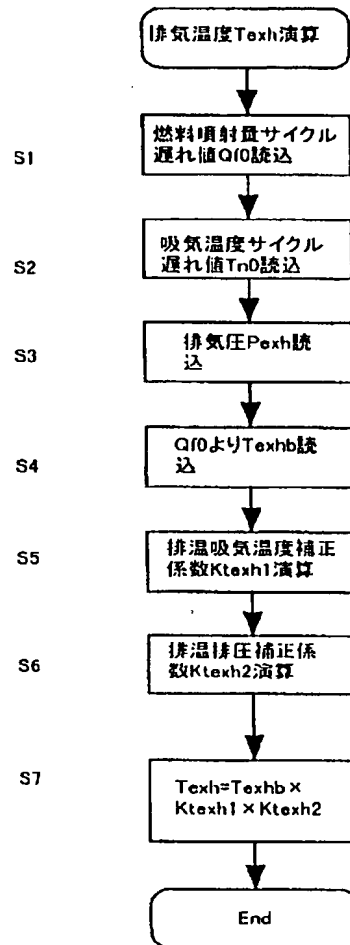 排気温度Texh演算
S1
燃料噴射量サイクル
遅れ値Qf0読込
S2
吸気温度サイクル
遅れ値Tn0読込
S3
排気圧Pexh読
込
S4
Qf0よりTexhb読
込
S5
排温吸気温度補正
係数Ktexh1演算
S6
排温排圧補正係
数Ktexh2演算
S7
Texh=Texhb×
Ktexh1×Ktexh2
End